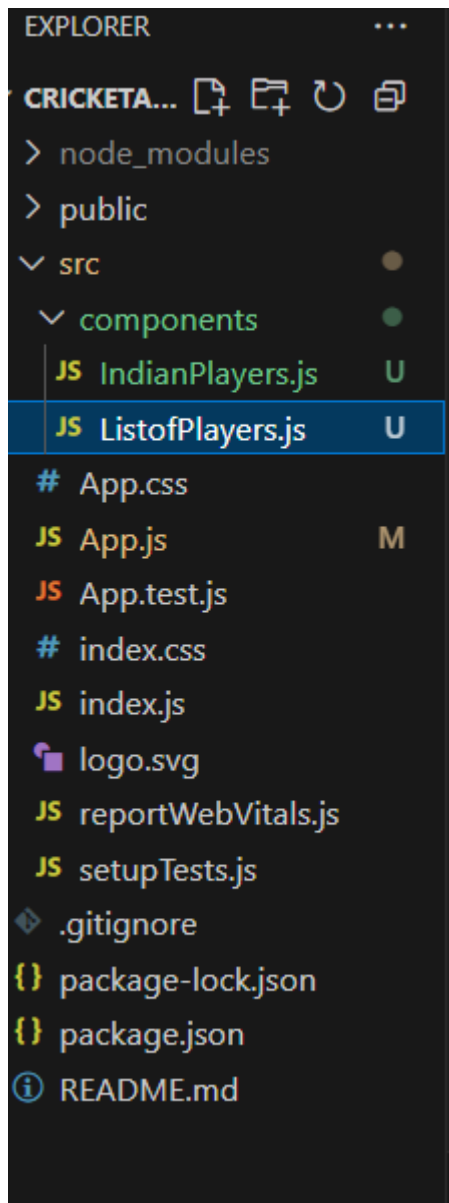 EXPLORER ...
CRICKETA...
> node_modules
> public
src
components
JS IndianPlayers.js U
JS ListofPlayers.js U
# App.css
JS App.js M
JS App.test.js
# index.css
JS index.js
logo.svg
JS reportWebVitals.js
JS setupTests.js
.gitignore
{} package-lock.json
{} package.json
README.md